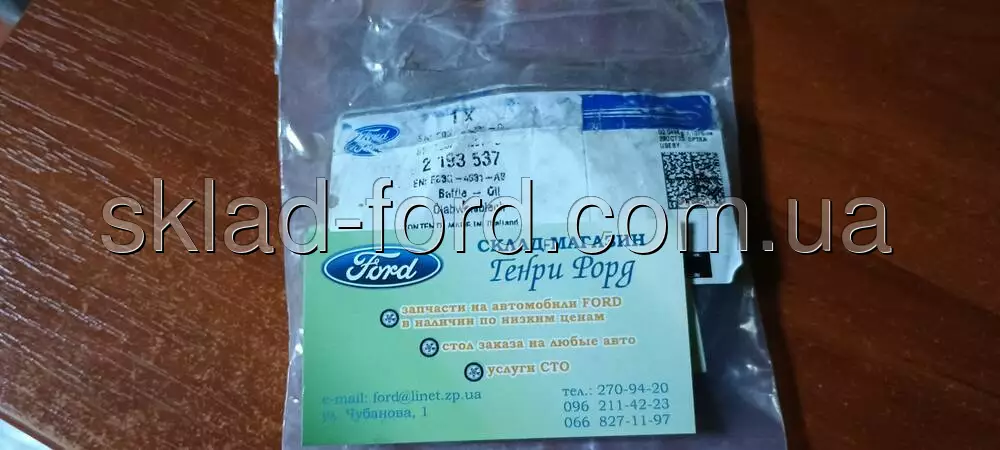 1 X
Ford
2 193 537
Baffle - Oil
USE BY
sklad-ford.com.ua
Ford
СКЛАД-МАГАЗИН
Генри Форд
запчасти на автомобили FORD
в наличии по низким ценам
стол заказа на любые авто
услуги СТО
e-mail: ford@linet.zp.ua
ул. Чубанова, 1
тел.: 270-94-20
096 211-42-23
066 827-11-97